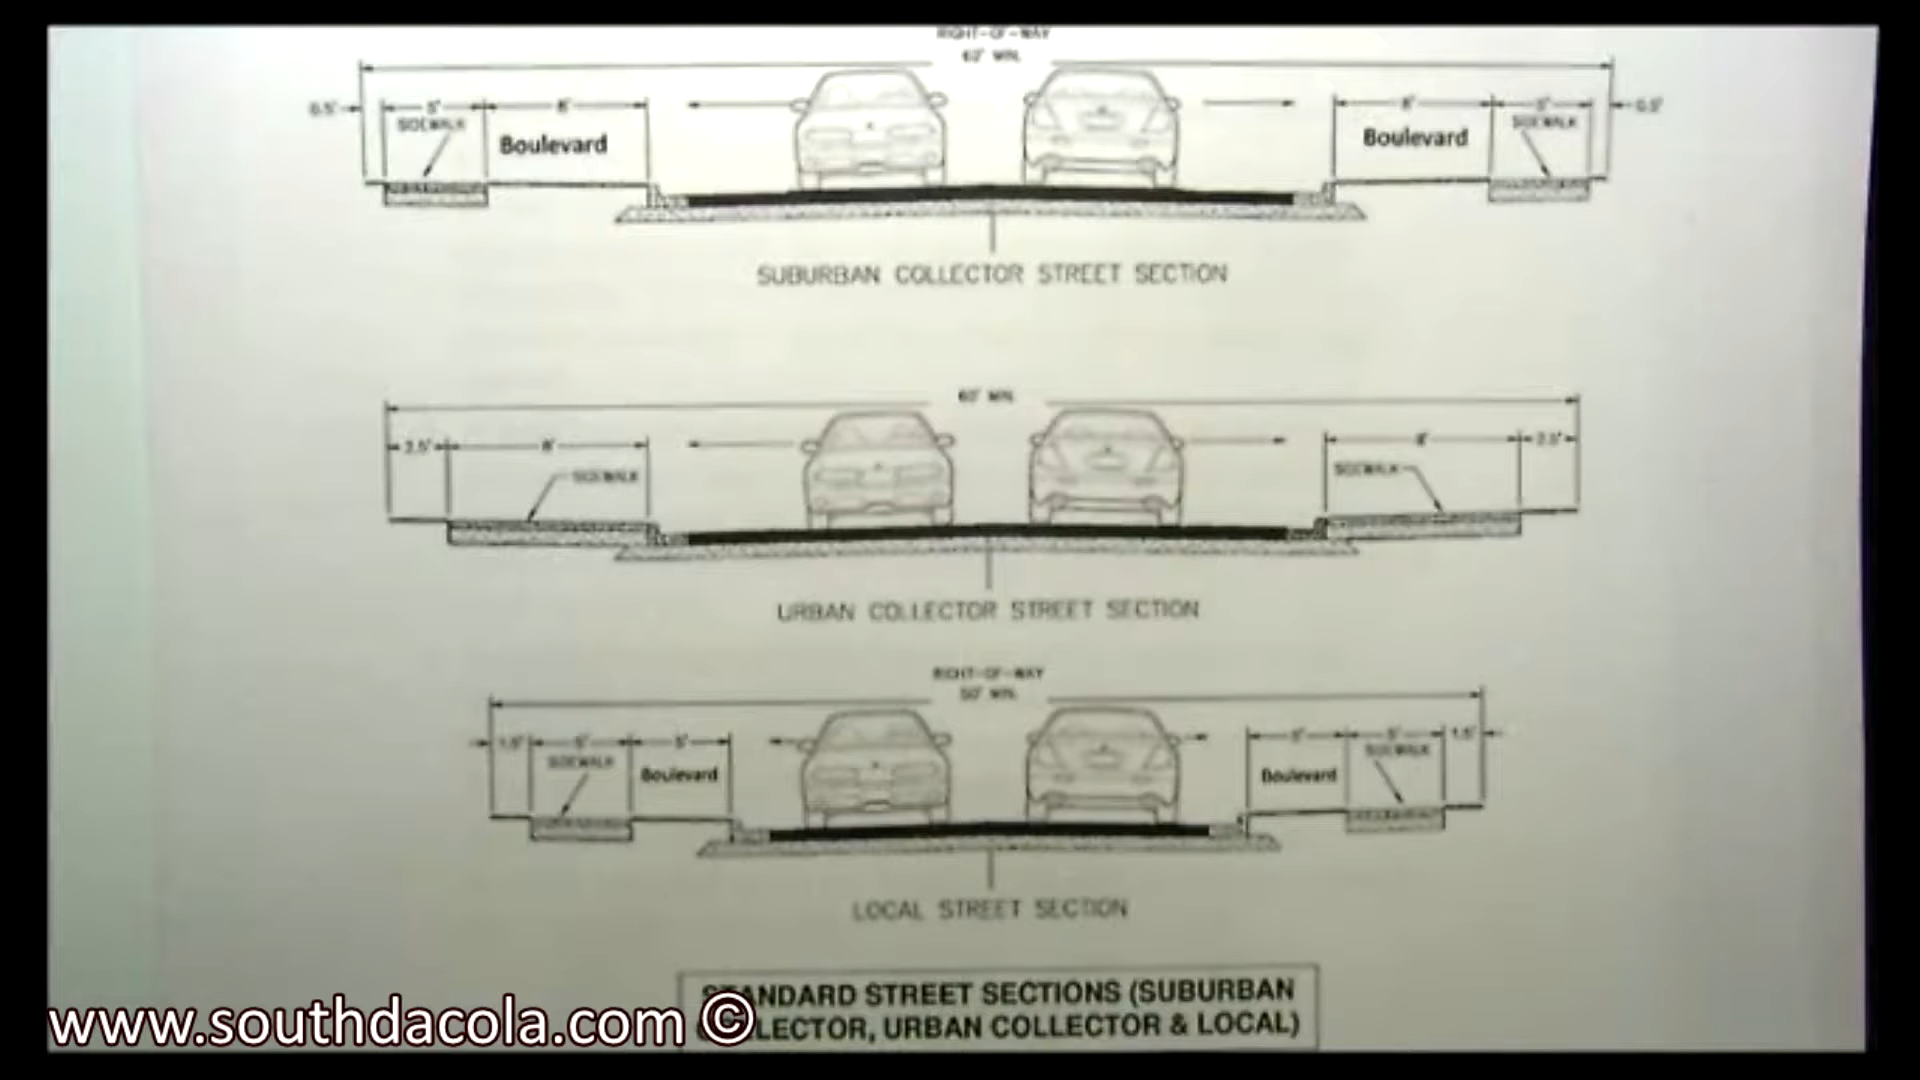 RIGHT-OF-WAY
60' MIN.
0.5' 5' 8' 8' 5' 0.5'
SIDEWALK SIDEWALK
Boulevard Boulevard
SUBURBAN COLLECTOR STREET SECTION
60' MIN.
2.5' 8' 8' 2.5'
SIDEWALK SIDEWALK
URBAN COLLECTOR STREET SECTION
RIGHT-OF-WAY
50' MIN.
1.5' 5' 5' 5' 5' 1.5'
SIDEWALK SIDEWALK
Boulevard Boulevard
LOCAL STREET SECTION
STANDARD STREET SECTIONS (SUBURBAN
COLLECTOR, URBAN COLLECTOR & LOCAL)
www.southdacola.com ©